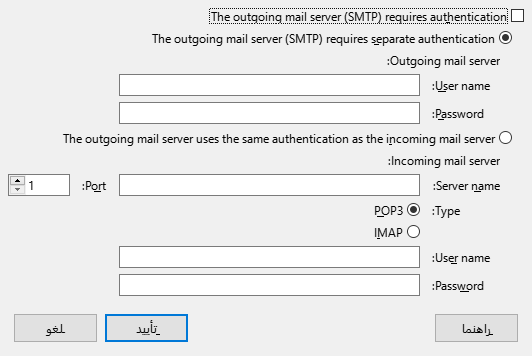 The outgoing mail server (SMTP) requires authentication
The outgoing mail server (SMTP) requires separate authentication
:Outgoing mail server
:User name
:Password
The outgoing mail server uses the same authentication as the incoming mail server
:Incoming mail server
:Server name
:Port 1
:Type POP3
IMAP
:User name
:Password
راهنما تأیید لغو